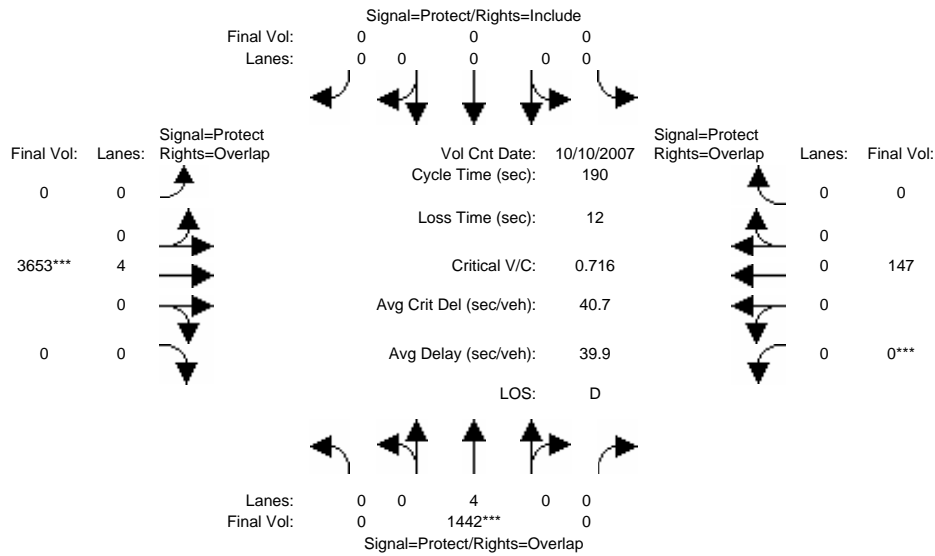 Signal=Protect/Rights=Include
Final Vol: 0 0 0
Lanes: 0 0 0 0 0
Signal=Protect Signal=Protect
Final Vol: Lanes: Rights=Overlap Vol Cnt Date: 10/10/2007 Rights=Overlap Lanes: Final Vol:
Cycle Time (sec): 190
0 0 0 0
Loss Time (sec): 12
0 0
3653*** 4 Critical V/C: 0.716 0 147
0 Avg Crit Del (sec/veh): 40.7 0
0 0 Avg Delay (sec/veh): 39.9 0 0***
LOS: D
Lanes: 0 0 4 0 0
Final Vol: 0 1442*** 0
Signal=Protect/Rights=Overlap